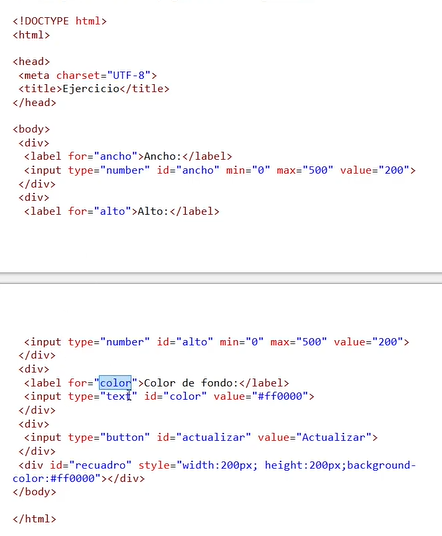 <!DOCTYPE html>
<html>
<head>
<meta charset="UTF-8">
<title>Ejercicio</title>
</head>
<body>
<div>
<label for="ancho">Ancho:</label>
<input type="number" id="ancho" min="0" max="500" value="200">
</div>
<div>
<label for="alto">Alto:</label>
<input type="number" id="alto" min="0" max="500" value="200">
</div>
<div>
<label for="color">Color de fondo:</label>
<input type="text" id="color" value="#ff0000">
</div>
<div>
<input type="button" id="actualizar" value="Actualizar">
</div>
<div id="recuadro" style="width:200px; height:200px;background-
color:#ff0000"></div>
</body>
</html>